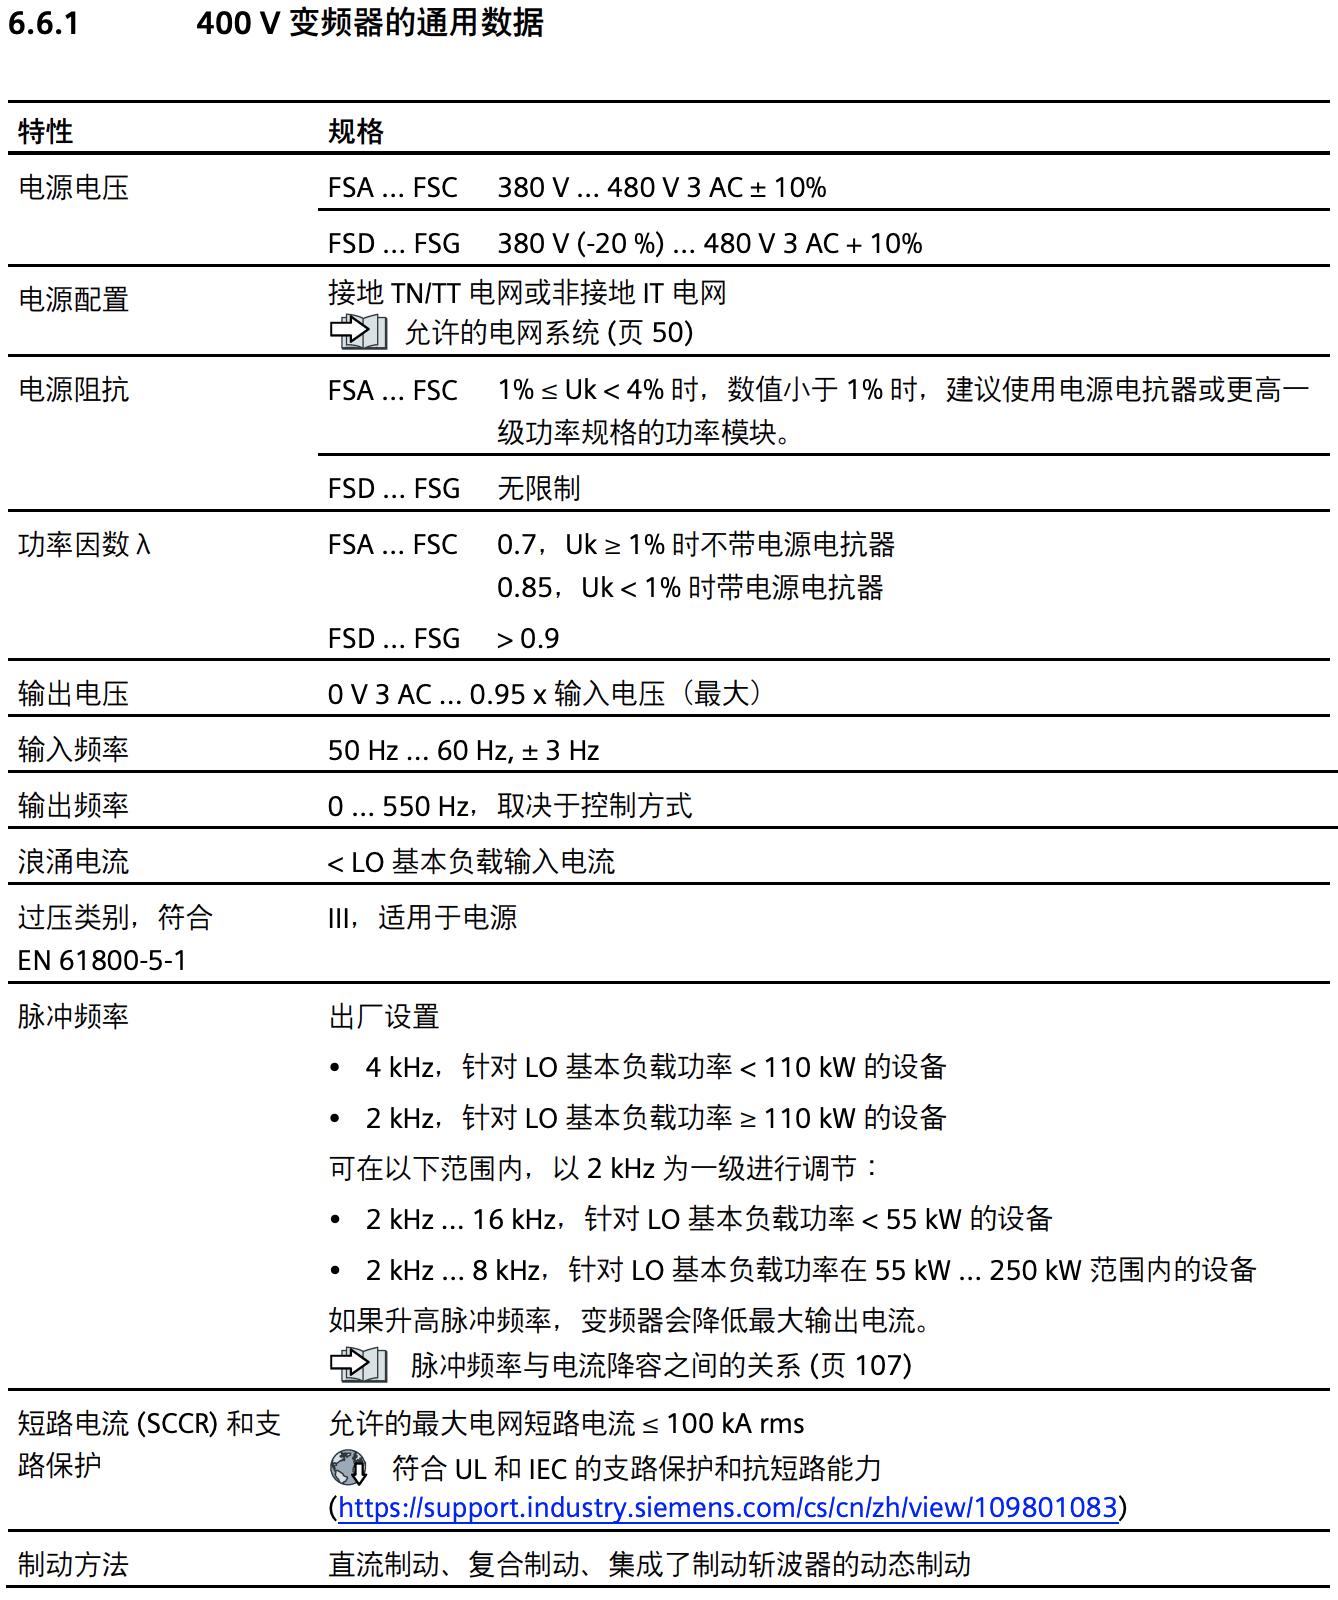 6.6.1 400 V 变频器的通用数据
特性 规格
电源电压 FSA … FSC 380 V … 480 V 3 AC ± 10%
FSD … FSG 380 V (-20 %) … 480 V 3 AC + 10%
电源配置 接地 TN/TT 电网或非接地 IT 电网
允许的电网系统 (页 50)
电源阻抗 FSA … FSC 1% ≤ Uk < 4% 时，数值小于 1% 时，建议使用电源电抗器或更高一
级功率规格的功率模块。
FSD … FSG 无限制
功率因数 λ FSA … FSC 0.7，Uk ≥ 1% 时不带电源电抗器
0.85，Uk < 1% 时带电源电抗器
FSD … FSG > 0.9
输出电压 0 V 3 AC … 0.95 x 输入电压（最大）
输入频率 50 Hz … 60 Hz, ± 3 Hz
输出频率 0 … 550 Hz，取决于控制方式
浪涌电流 < LO 基本负载输入电流
过压类别，符合 III，适用于电源
EN 61800-5-1
脉冲频率 出厂设置
• 4 kHz，针对 LO 基本负载功率 < 110 kW 的设备
• 2 kHz，针对 LO 基本负载功率 ≥ 110 kW 的设备
可在以下范围内，以 2 kHz 为一级进行调节：
• 2 kHz … 16 kHz，针对 LO 基本负载功率 < 55 kW 的设备
• 2 kHz … 8 kHz，针对 LO 基本负载功率在 55 kW … 250 kW 范围内的设备
如果升高脉冲频率，变频器会降低最大输出电流。
脉冲频率与电流降容之间的关系 (页 107)
短路电流 (SCCR) 和支 允许的最大电网短路电流 ≤ 100 kA rms
路保护 符合 UL 和 IEC 的支路保护和抗短路能力
(https://support.industry.siemens.com/cs/cn/zh/view/109801083)
制动方法 直流制动、复合制动、集成了制动斩波器的动态制动